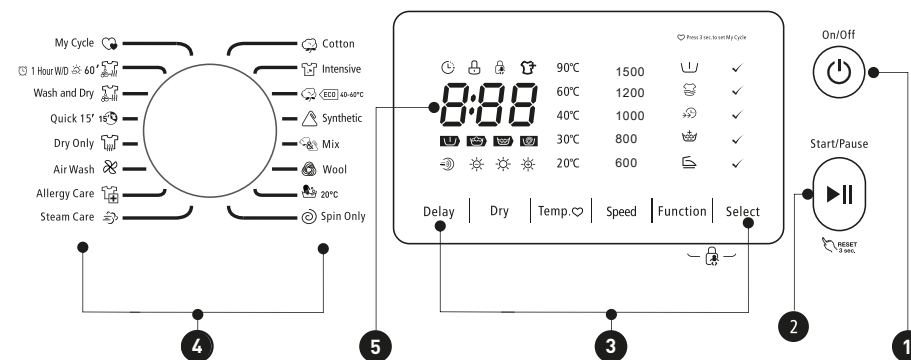 My Cycle
1 Hour W/D 60'
Wash and Dry
Quick 15' 15'
Dry Only
Air Wash
Allergy Care
Steam Care
Cotton
Intensive
ECO 40-60°C
Synthetic
Mix
Wool
20°C
Spin Only
Press 3 sec. to set My Cycle
8:88
90°C 1500
60°C 1200
40°C 1000
30°C 800
20°C 600
Delay Dry Temp. Speed Function Select
On/Off
Start/Pause
RESET
3 sec.
4 5 3 2 1